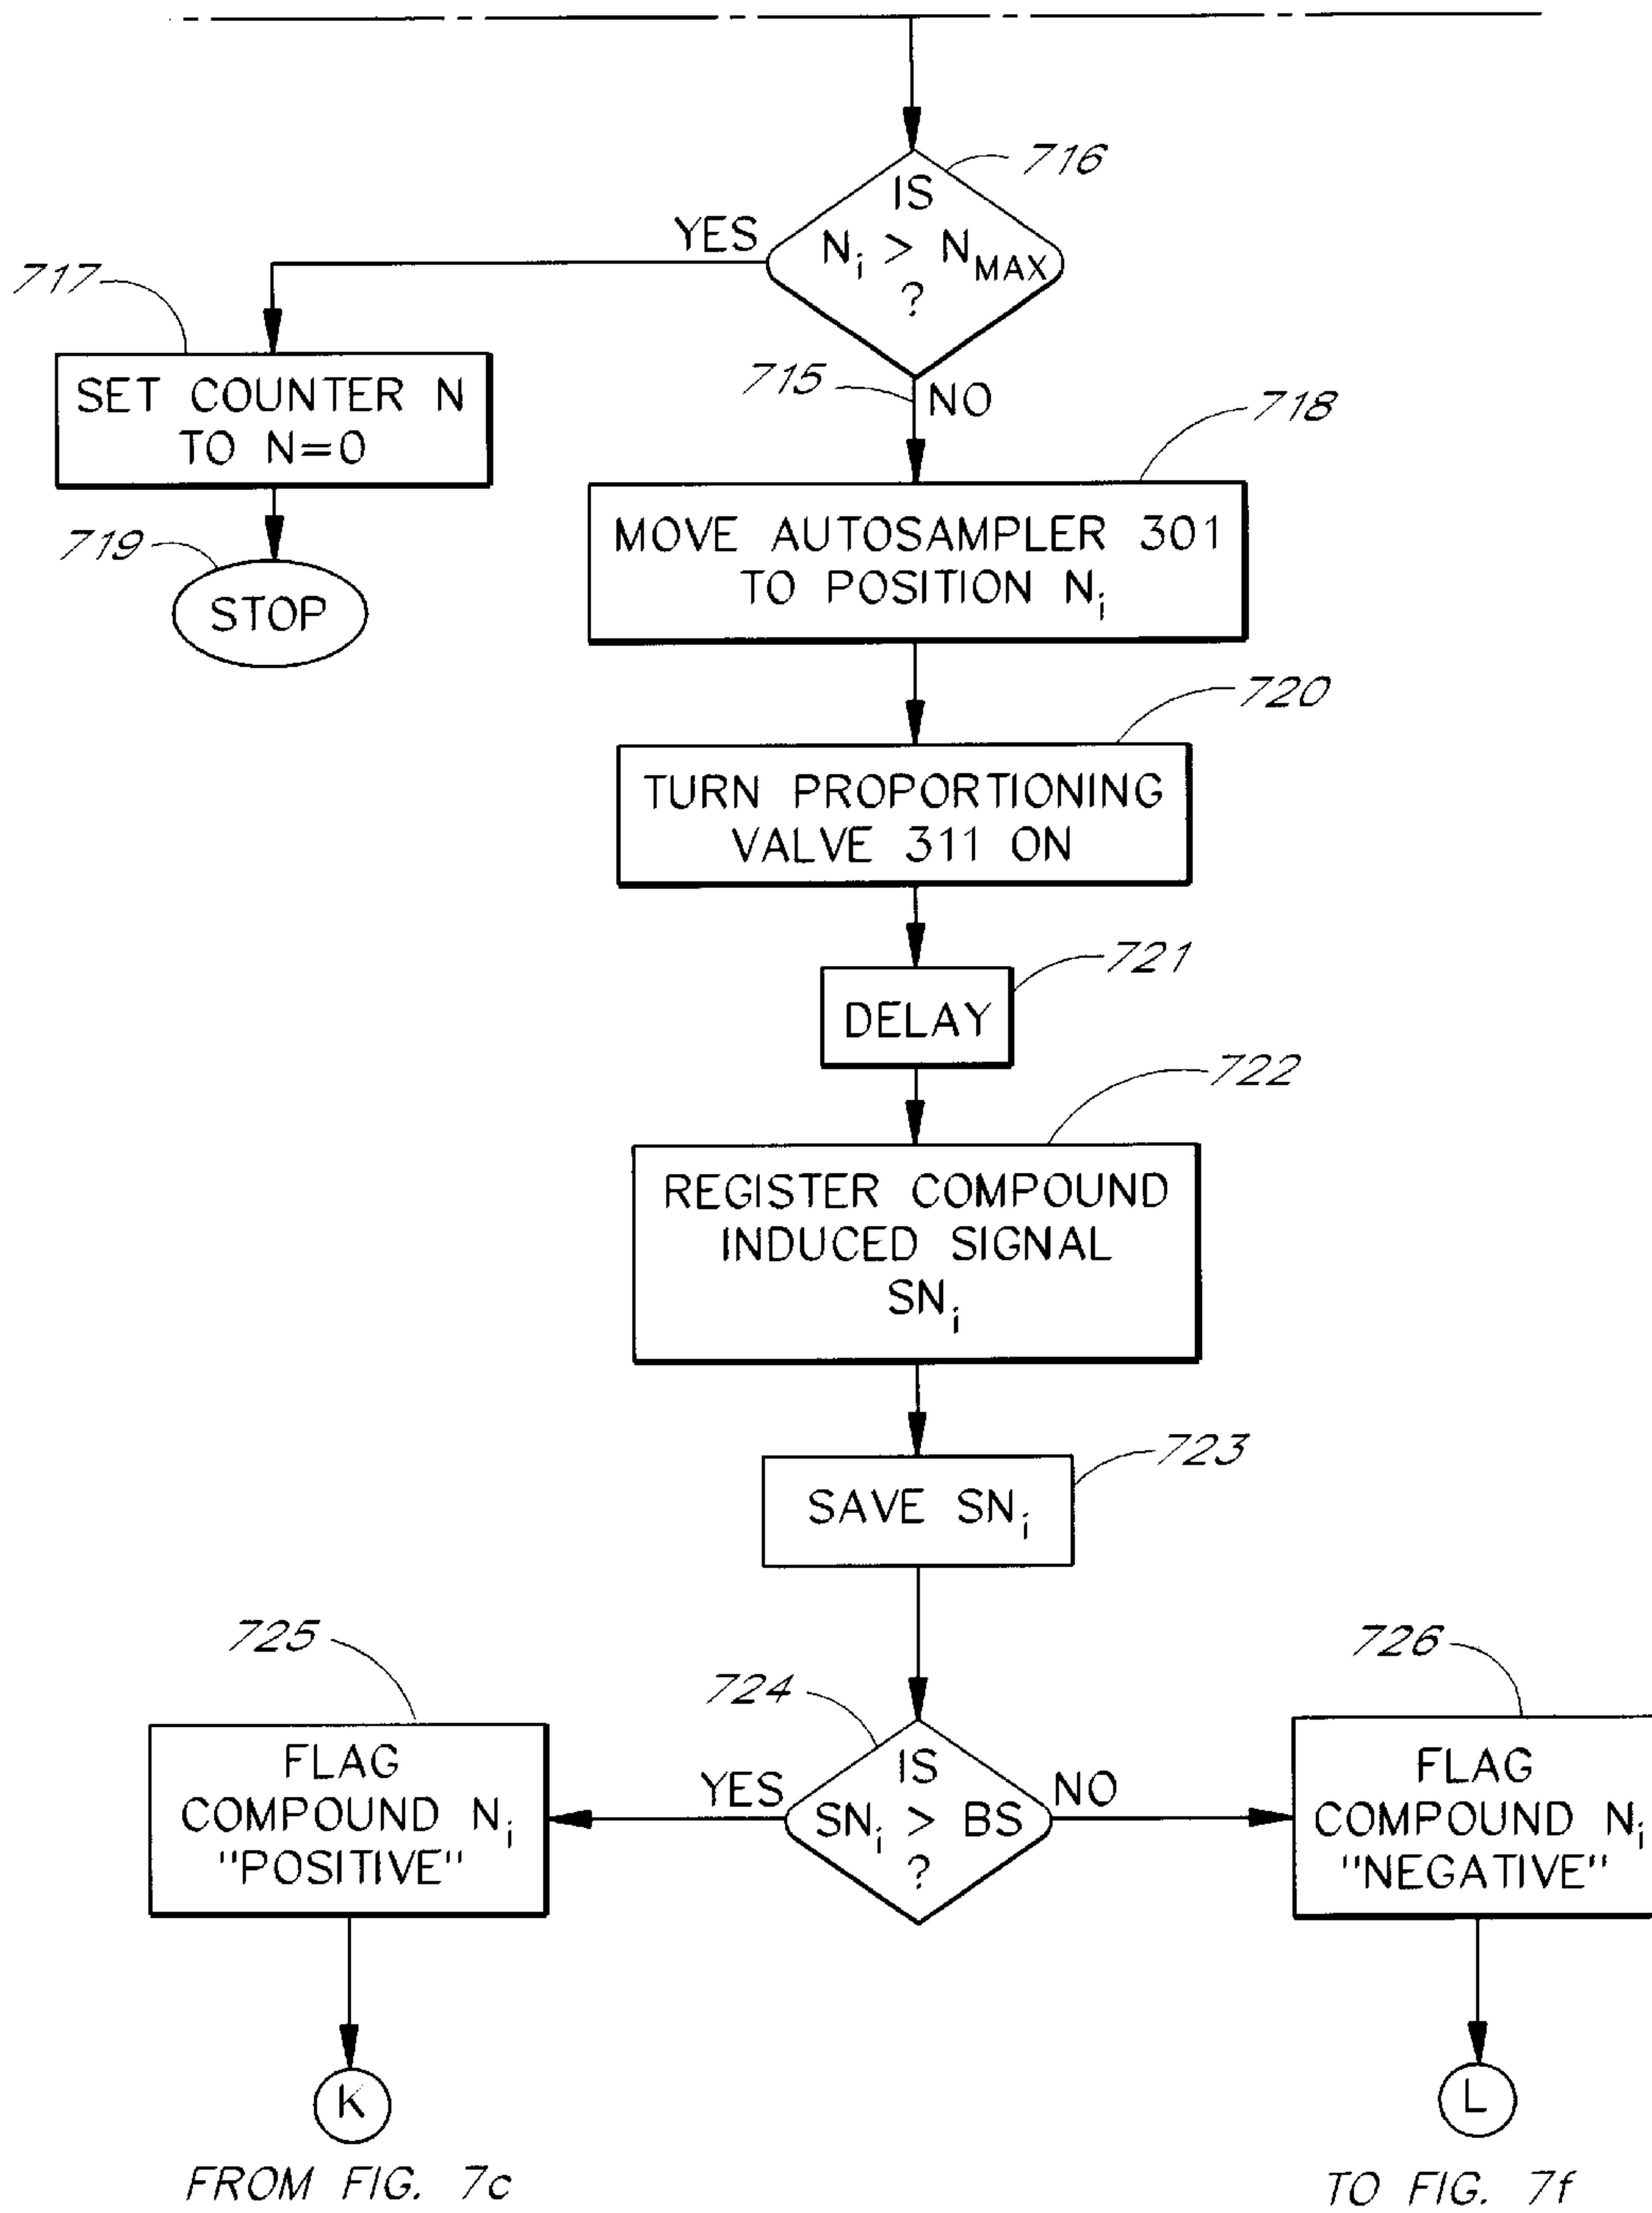 716
IS
Nᵢ > N_MAX
?
YES
717
SET COUNTER N
TO N=0
719
STOP
715
NO
718
MOVE AUTOSAMPLER 301
TO POSITION Nᵢ
720
TURN PROPORTIONING
VALVE 311 ON
721
DELAY
722
REGISTER COMPOUND
INDUCED SIGNAL
SNᵢ
723
SAVE SNᵢ
724
IS
SNᵢ > BS
?
YES
NO
725
FLAG
COMPOUND Nᵢ
"POSITIVE"
726
FLAG
COMPOUND Nᵢ
"NEGATIVE"
K
FROM FIG. 7c
L
TO FIG. 7f